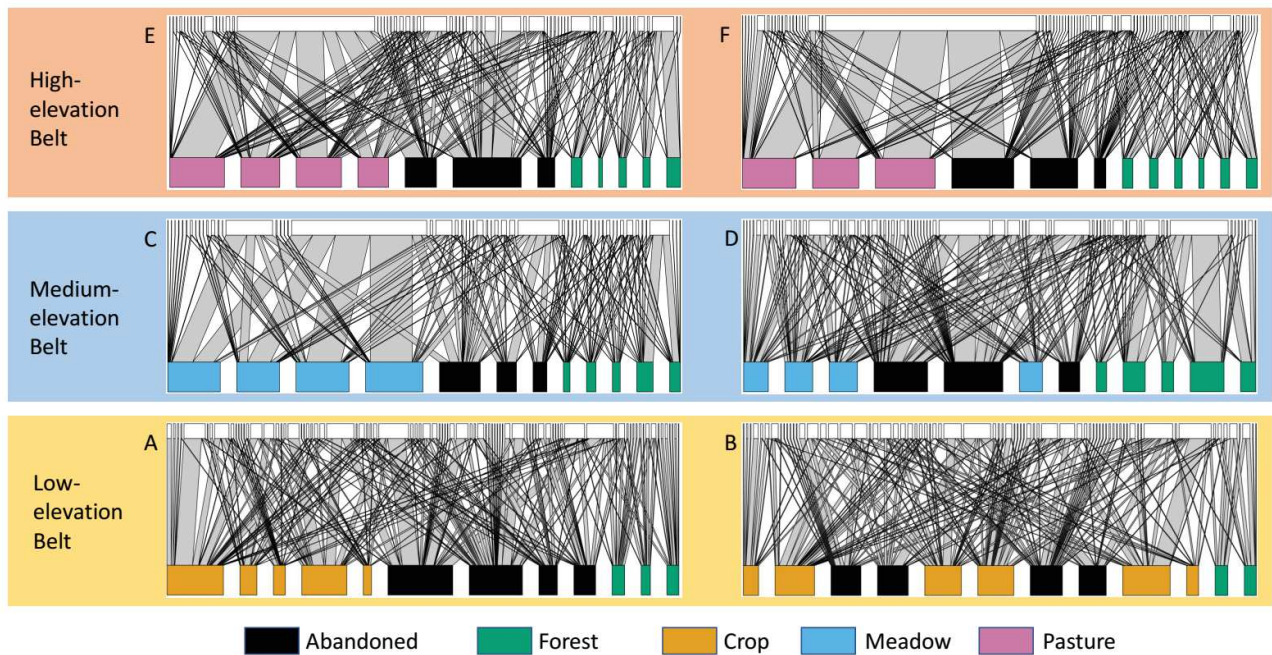 E
F
High-
elevation
Belt
C
D
Medium-
elevation
Belt
A
B
Low-
elevation
Belt
Abandoned
Forest
Crop
Meadow
Pasture